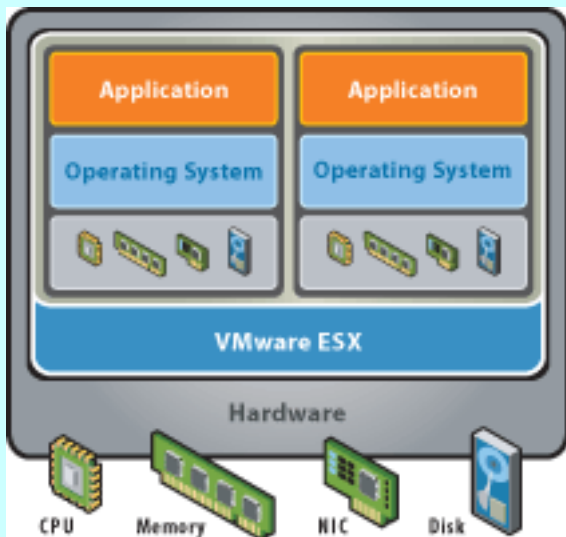 Application Application
Operating System Operating System
VMware ESX
Hardware
CPU Memory NIC Disk